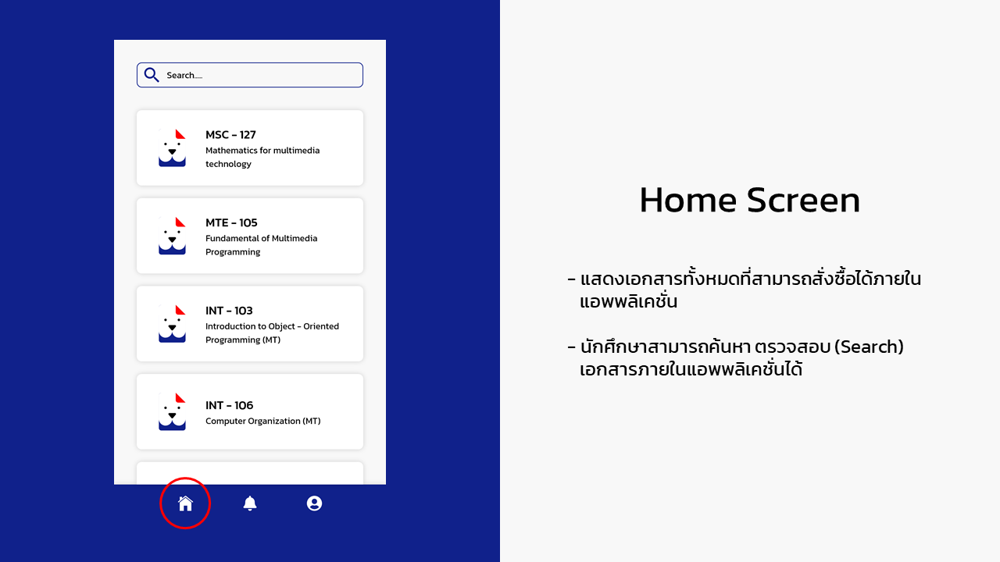 Search.....
MSC - 127
Mathematics for multimedia
technology
MTE - 105
Fundamental of Multimedia
Programming
INT - 103
Introduction to Object - Oriented
Programming (MT)
INT - 106
Computer Organization (MT)
Home Screen
- แสดงเอกสารทั้งหมดที่สามารถสั่งซื้อได้ภายใน
แอพพลิเคชั่น
- นักศึกษาสามารถค้นหา ตรวจสอบ (Search)
เอกสารภายในแอพพลิเคชั่นได้